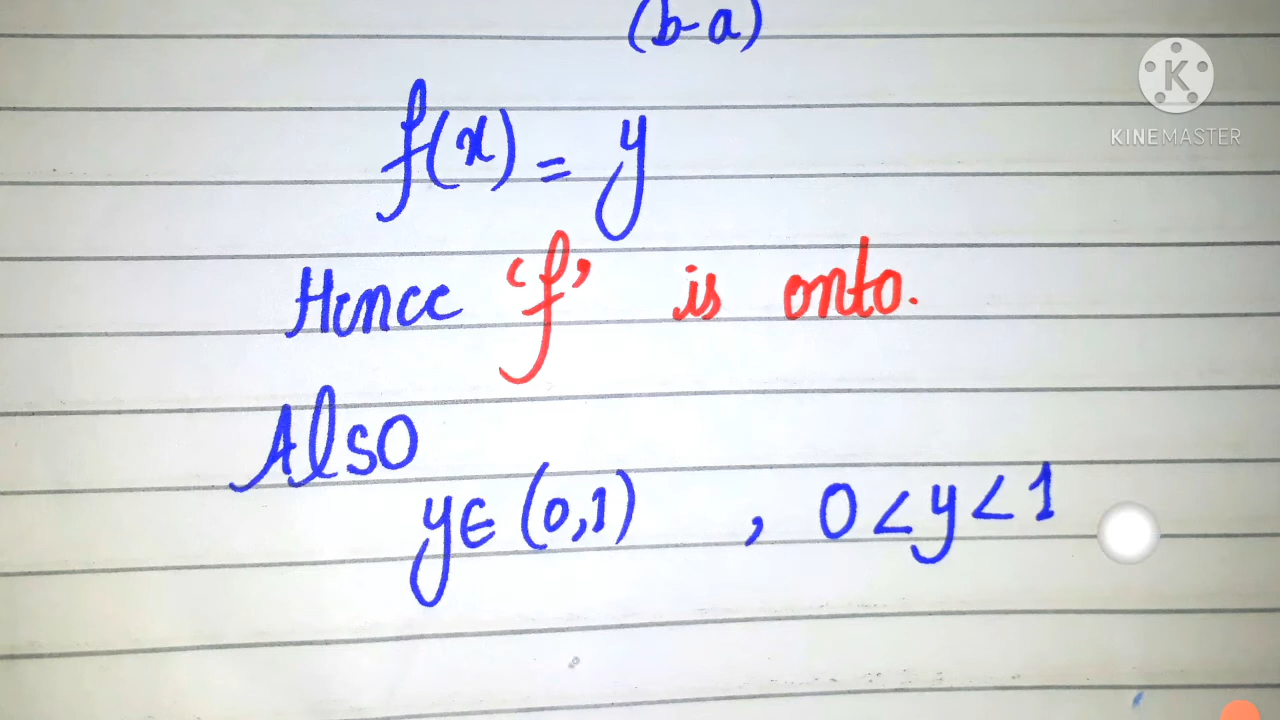 (b-a)
K
KINEMASTER
f(x) = y
Hence 'f' is onto.
Also
y∈ (0,1) , 0<y<1